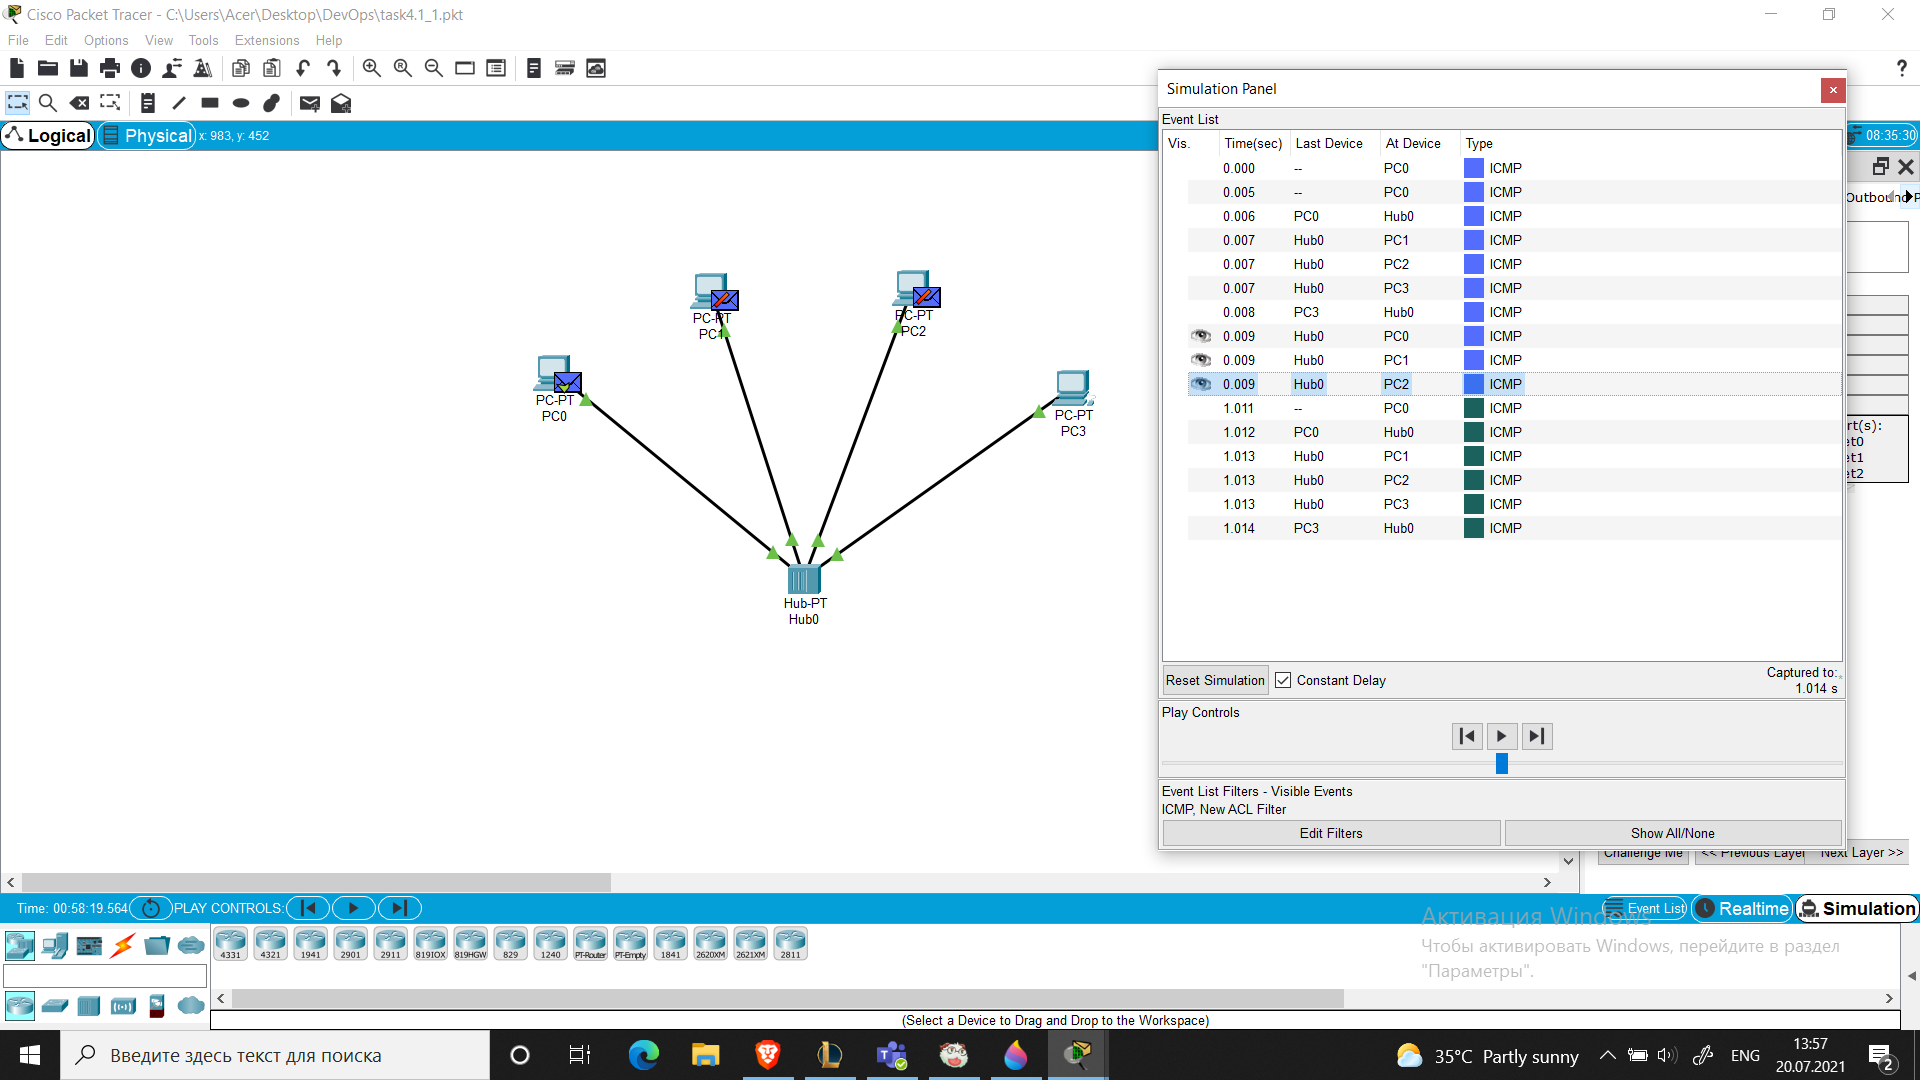 Cisco Packet Tracer - C:\Users\Acer\Desktop\DevOps\task4.1_1.pkt
File Edit Options View Tools Extensions Help
?
Logical Physical x: 983, y: 452
08:35:30
Simulation Panel
Event List
Vis. Time(sec) Last Device At Device Type
0.000 -- PC0 ICMP
0.005 -- PC0 ICMP
0.006 PC0 Hub0 ICMP
0.007 Hub0 PC1 ICMP
0.007 Hub0 PC2 ICMP
0.007 Hub0 PC3 ICMP
0.008 PC3 Hub0 ICMP
0.009 Hub0 PC0 ICMP
0.009 Hub0 PC1 ICMP
0.009 Hub0 PC2 ICMP
1.011 -- PC0 ICMP
1.012 PC0 Hub0 ICMP
1.013 Hub0 PC1 ICMP
1.013 Hub0 PC2 ICMP
1.013 Hub0 PC3 ICMP
1.014 PC3 Hub0 ICMP
Reset Simulation Constant Delay
Captured to:
1.014 s
Play Controls
Event List Filters - Visible Events
ICMP, New ACL Filter
Edit Filters Show All/None
Outbound P
rt(s):
et0
et1
et2
Challenge Me << Previous Layer Next Layer >>
PC-PT
PC1
PC-PT
PC2
PC-PT
PC0
PC-PT
PC3
Hub-PT
Hub0
Time: 00:58:19.564 PLAY CONTROLS:
Event List Realtime Simulation
4331 4321 1941 2901 2911 819IOX 819HGW 829 1240 PT-Router PT-Empty 1841 2620XM 2621XM 2811
Активация Windows
Чтобы активировать Windows, перейдите в раздел
"Параметры".
(Select a Device to Drag and Drop to the Workspace)
Введите здесь текст для поиска
35°C Partly sunny
ENG
13:57
20.07.2021
2